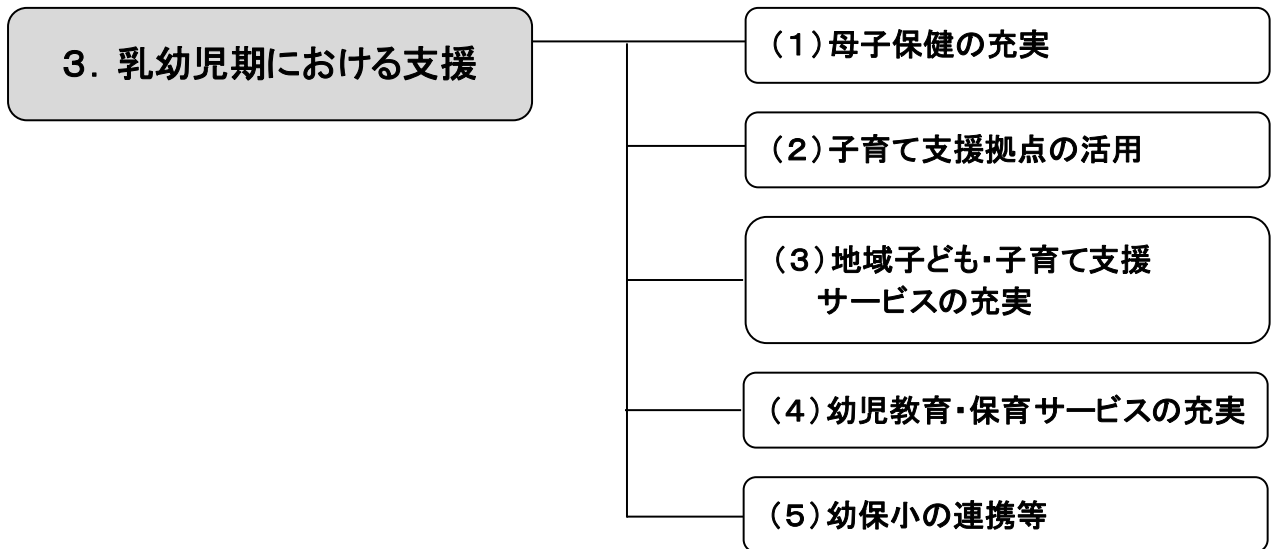 ３．乳幼児期における支援
（１）母子保健の充実
（２）子育て支援拠点の活用
（３）地域子ども・子育て支援
サービスの充実
（４）幼児教育・保育サービスの充実
（５）幼保小の連携等